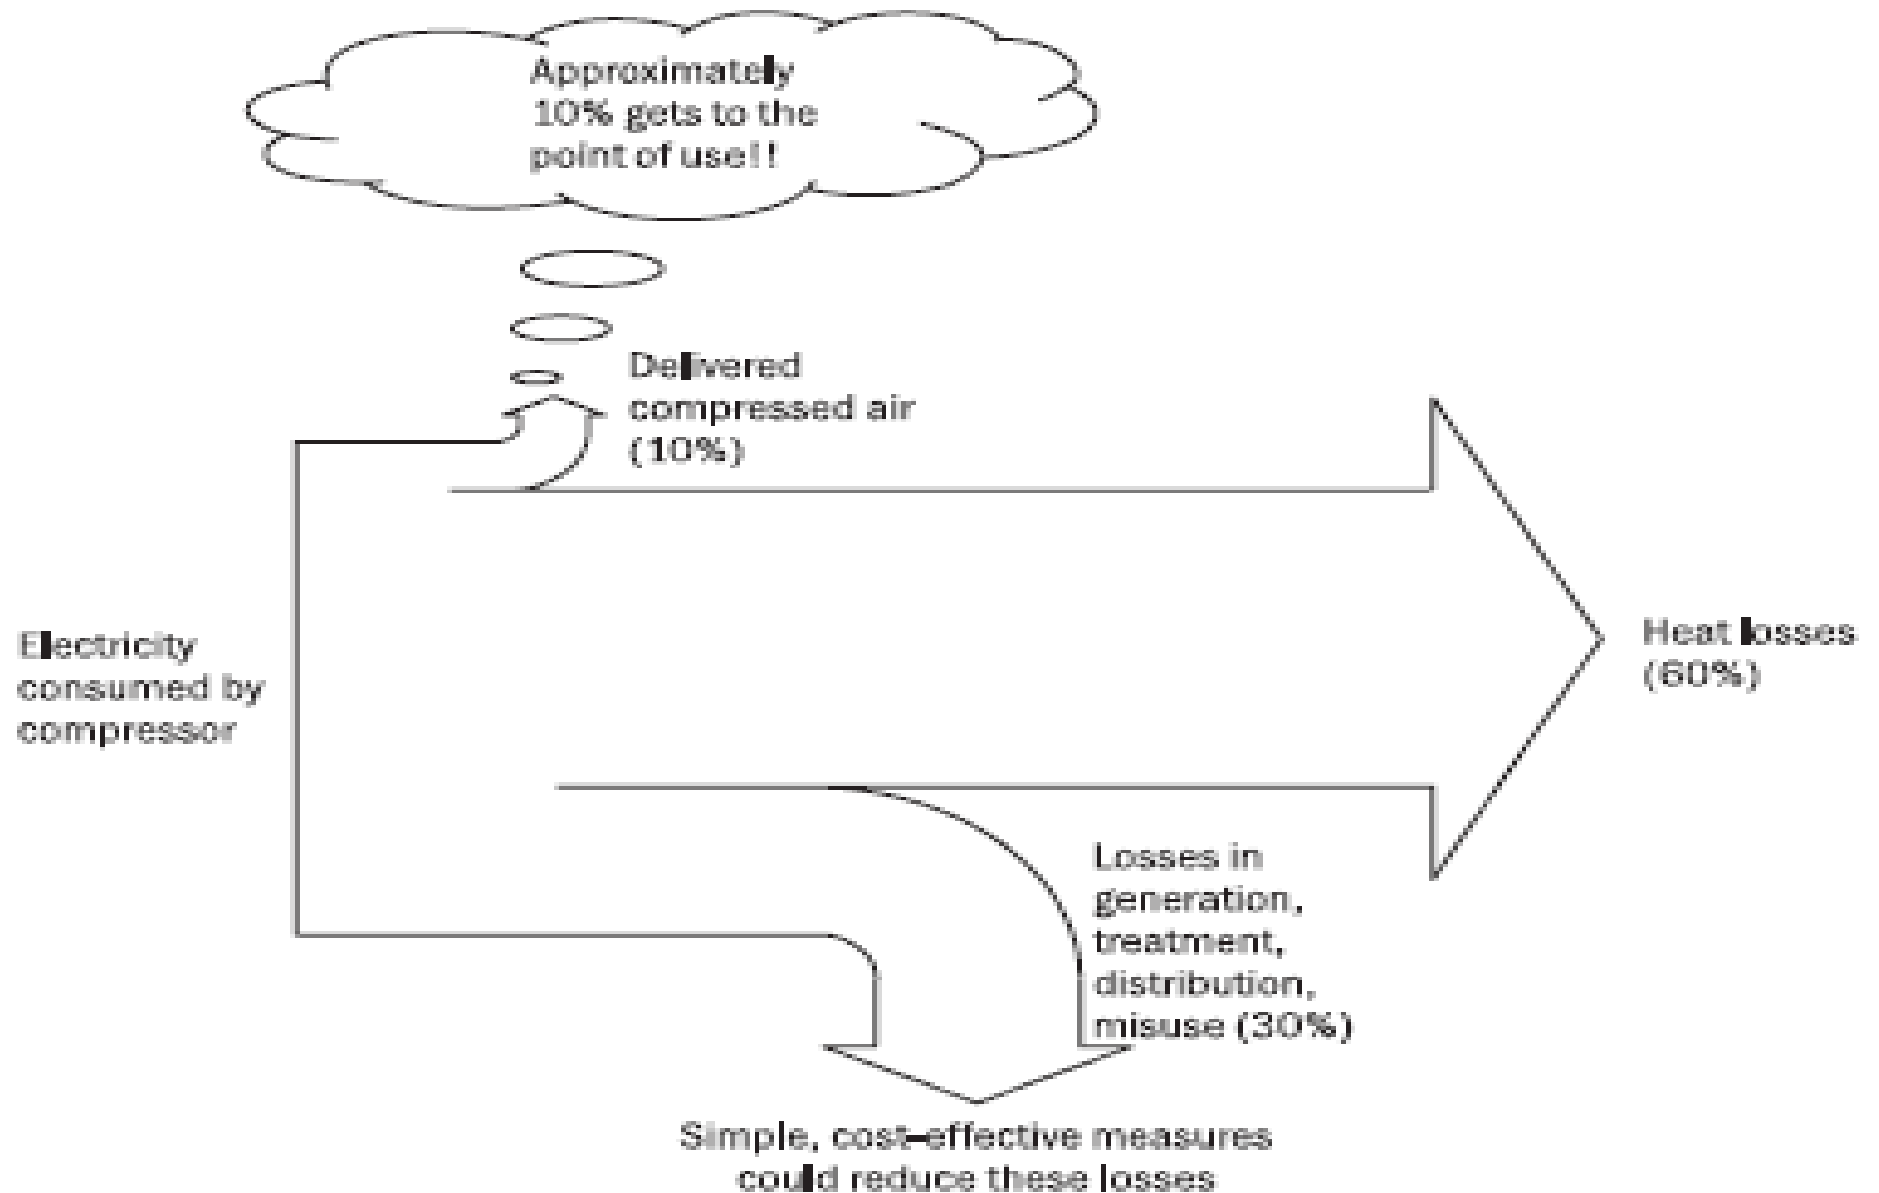 Approximately
10% gets to the
point of use!!
Delivered
compressed air
(10%)
Electricity
consumed by
compressor
Heat losses
(60%)
Losses in
generation,
treatment,
distribution,
misuse (30%)
Simple, cost-effective measures
could reduce these losses